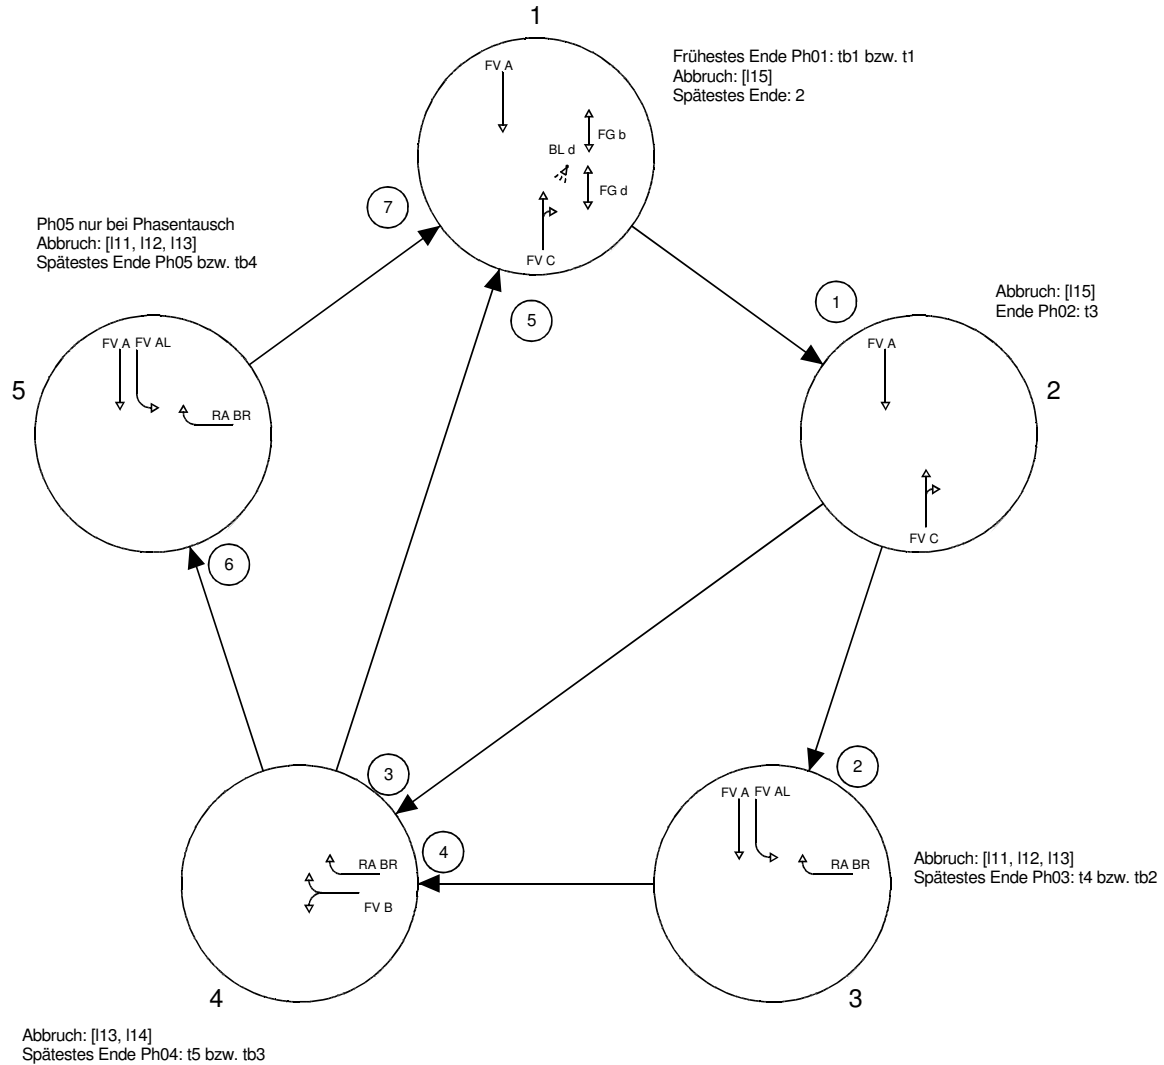 1
FV A
FG b
BL d
FG d
FV C
Frühestes Ende Ph01: tb1 bzw. t1
Abbruch: [l15]
Spätestes Ende: 2
7
Ph05 nur bei Phasentausch
Abbruch: [l11, l12, l13]
Spätestes Ende Ph05 bzw. tb4
5
1
Abbruch: [l15]
Ende Ph02: t3
FV A FV AL
RA BR
5
FV A
FV C
2
6
3
2
4
FV A FV AL
RA BR
RA BR
FV B
Abbruch: [l11, l12, l13]
Spätestes Ende Ph03: t4 bzw. tb2
4
3
Abbruch: [l13, l14]
Spätestes Ende Ph04: t5 bzw. tb3